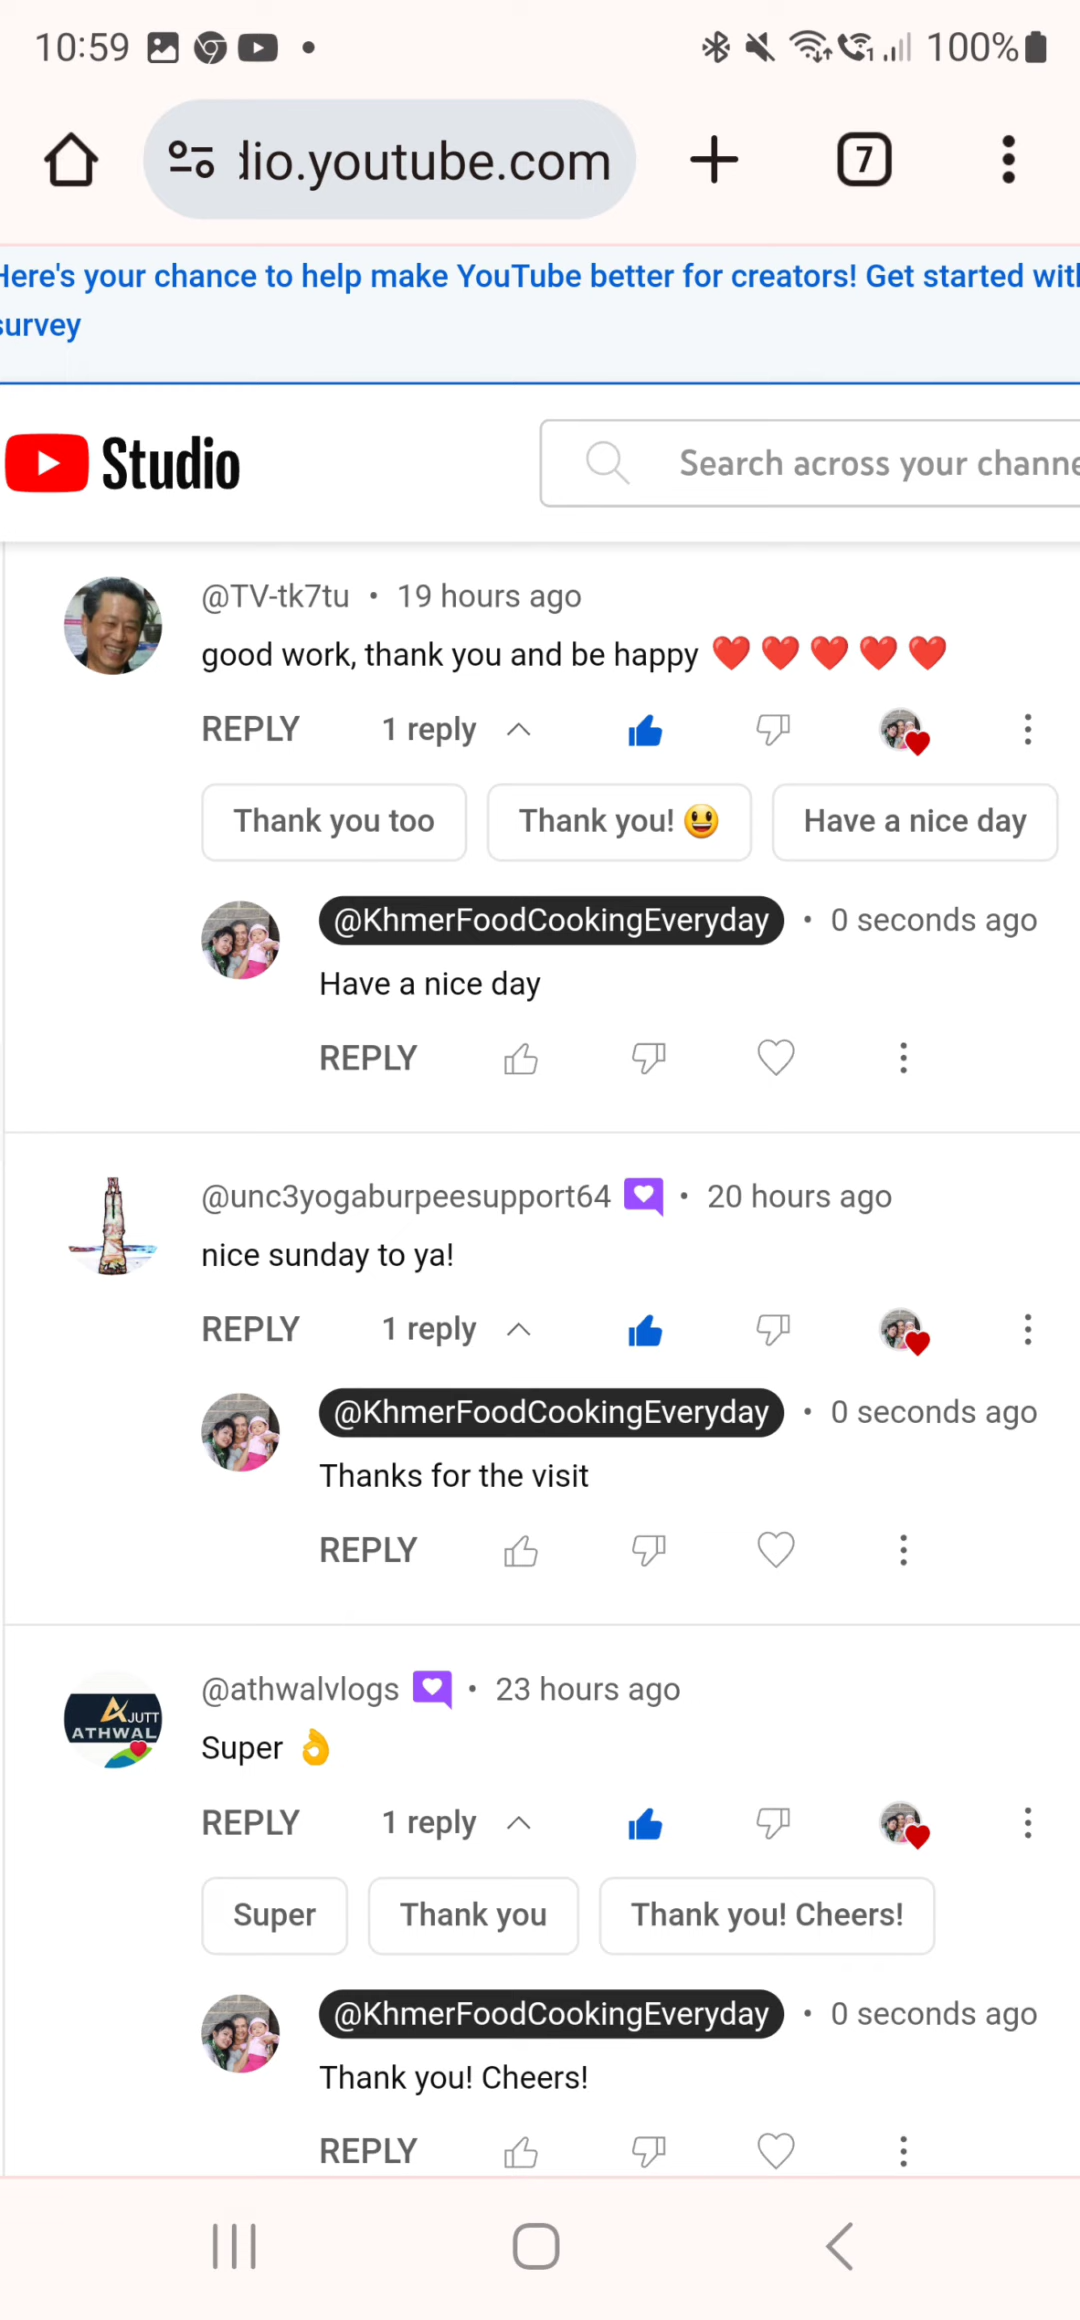 10:59 100%
dio.youtube.com 7
Here's your chance to help make YouTube better for creators! Get started with
survey
Studio Search across your channe
@TV-tk7tu • 19 hours ago
good work, thank you and be happy ❤️❤️❤️❤️❤️
REPLY 1 reply
Thank you too Thank you! 😃 Have a nice day
@KhmerFoodCookingEveryday • 0 seconds ago
Have a nice day
REPLY
@unc3yogaburpeesupport64 • 20 hours ago
nice sunday to ya!
REPLY 1 reply
@KhmerFoodCookingEveryday • 0 seconds ago
Thanks for the visit
REPLY
AJUTT
ATHWAL
@athwalvlogs • 23 hours ago
Super 👌
REPLY 1 reply
Super Thank you Thank you! Cheers!
@KhmerFoodCookingEveryday • 0 seconds ago
Thank you! Cheers!
REPLY